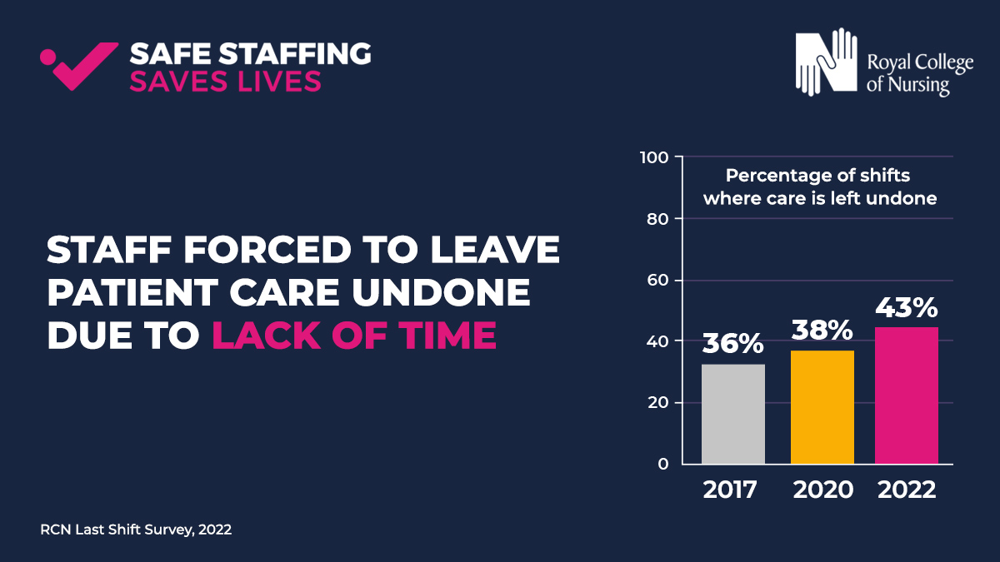 SAFE STAFFING
SAVES LIVES
Royal College
of Nursing
STAFF FORCED TO LEAVE
PATIENT CARE UNDONE
DUE TO LACK OF TIME
Percentage of shifts
where care is left undone
100
80
60
40
20
0
36%
38%
43%
2017 2020 2022
RCN Last Shift Survey, 2022